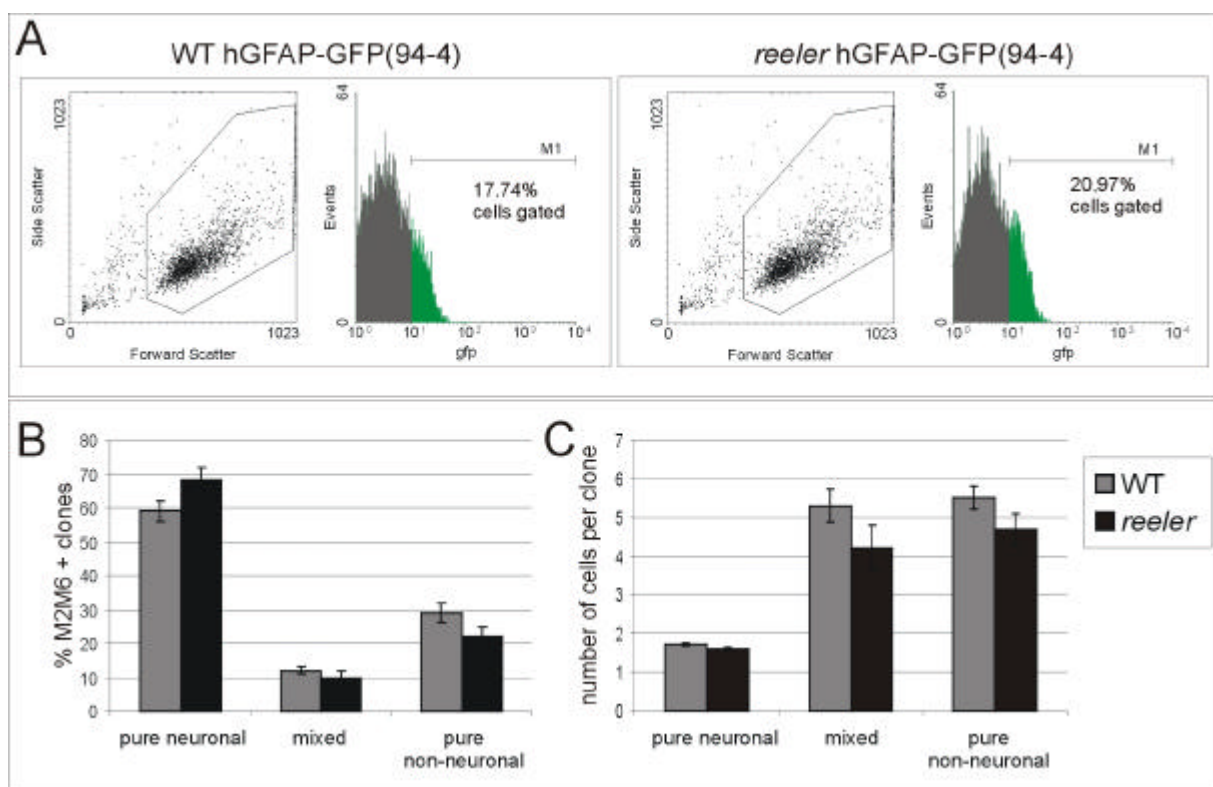 A
WT hGFAP-GFP(94-4)
1023
Side Scatter
0
0
1023
Forward Scatter
64
Events
0
M1
17.74%
cells gated
10^0
10^1
10^2
10^3
10^-4
gfp
reeler hGFAP-GFP(94-4)
1023
Side Scatter
0
0
1023
Forward Scatter
64
Events
0
M1
20.97%
cells gated
10^0
10^1
10^2
10^3
10^-4
gfp
B
% M2M6 + clones
80
70
60
50
40
30
20
10
0
pure neuronal
mixed
pure
non-neuronal
C
number of cells per clone
7
6
5
4
3
2
1
0
pure neuronal
mixed
pure
non-neuronal
WT
reeler